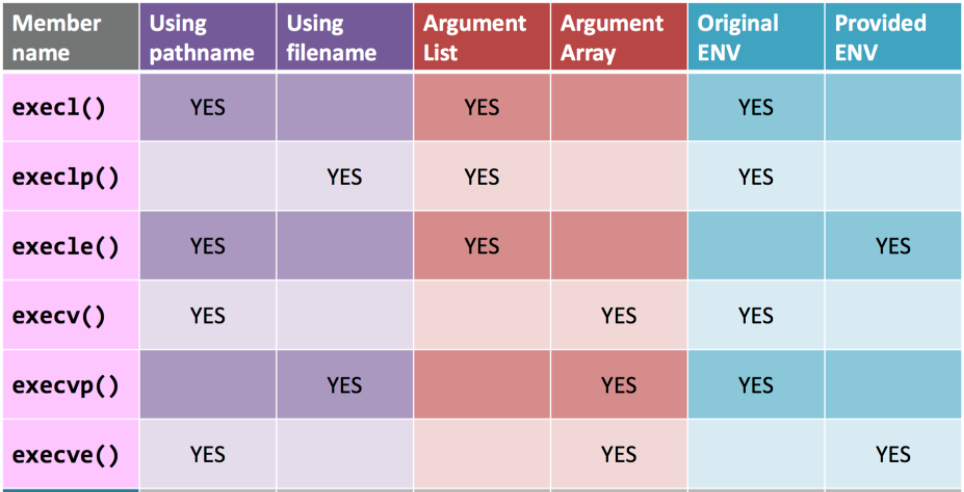 Member name Using pathname Using filename Argument List Argument Array Original ENV Provided ENV
execl() YES YES YES
execlp() YES YES YES
execle() YES YES YES
execv() YES YES YES
execvp() YES YES YES
execve() YES YES YES